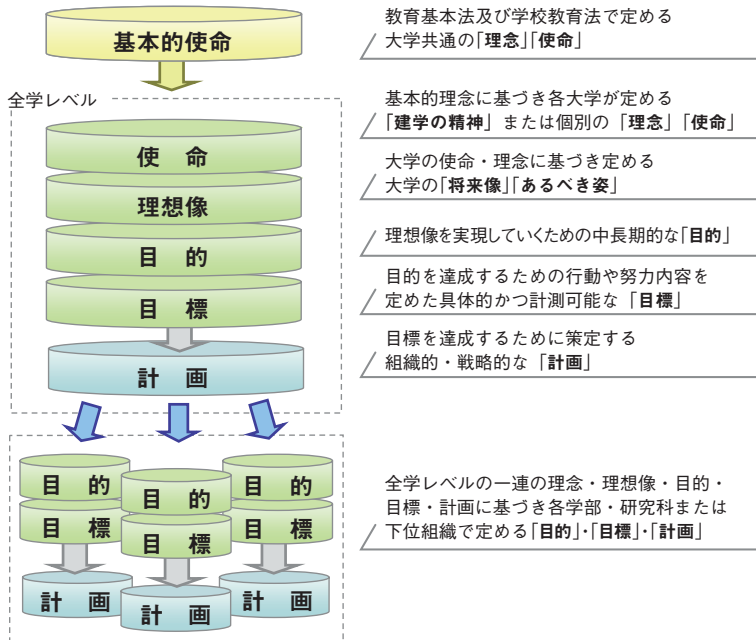 基本的使命
教育基本法及び学校教育法で定める
大学共通の「理念」「使命」
全学レベル
使 命
基本的理念に基づき各大学が定める
「建学の精神」または個別の「理念」「使命」
理想像
大学の使命・理念に基づき定める
大学の「将来像」「あるべき姿」
目 的
理想像を実現していくための中長期的な「目的」
目 標
目的を達成するための行動や努力内容を
定めた具体的かつ計測可能な「目標」
計 画
目標を達成するために策定する
組織的・戦略的な「計画」
目 的
目 標
計 画
目 的
目 標
計 画
目 的
目 標
計 画
全学レベルの一連の理念・理想像・目的・
目標・計画に基づき各学部・研究科または
下位組織で定める「目的」・「目標」・「計画」